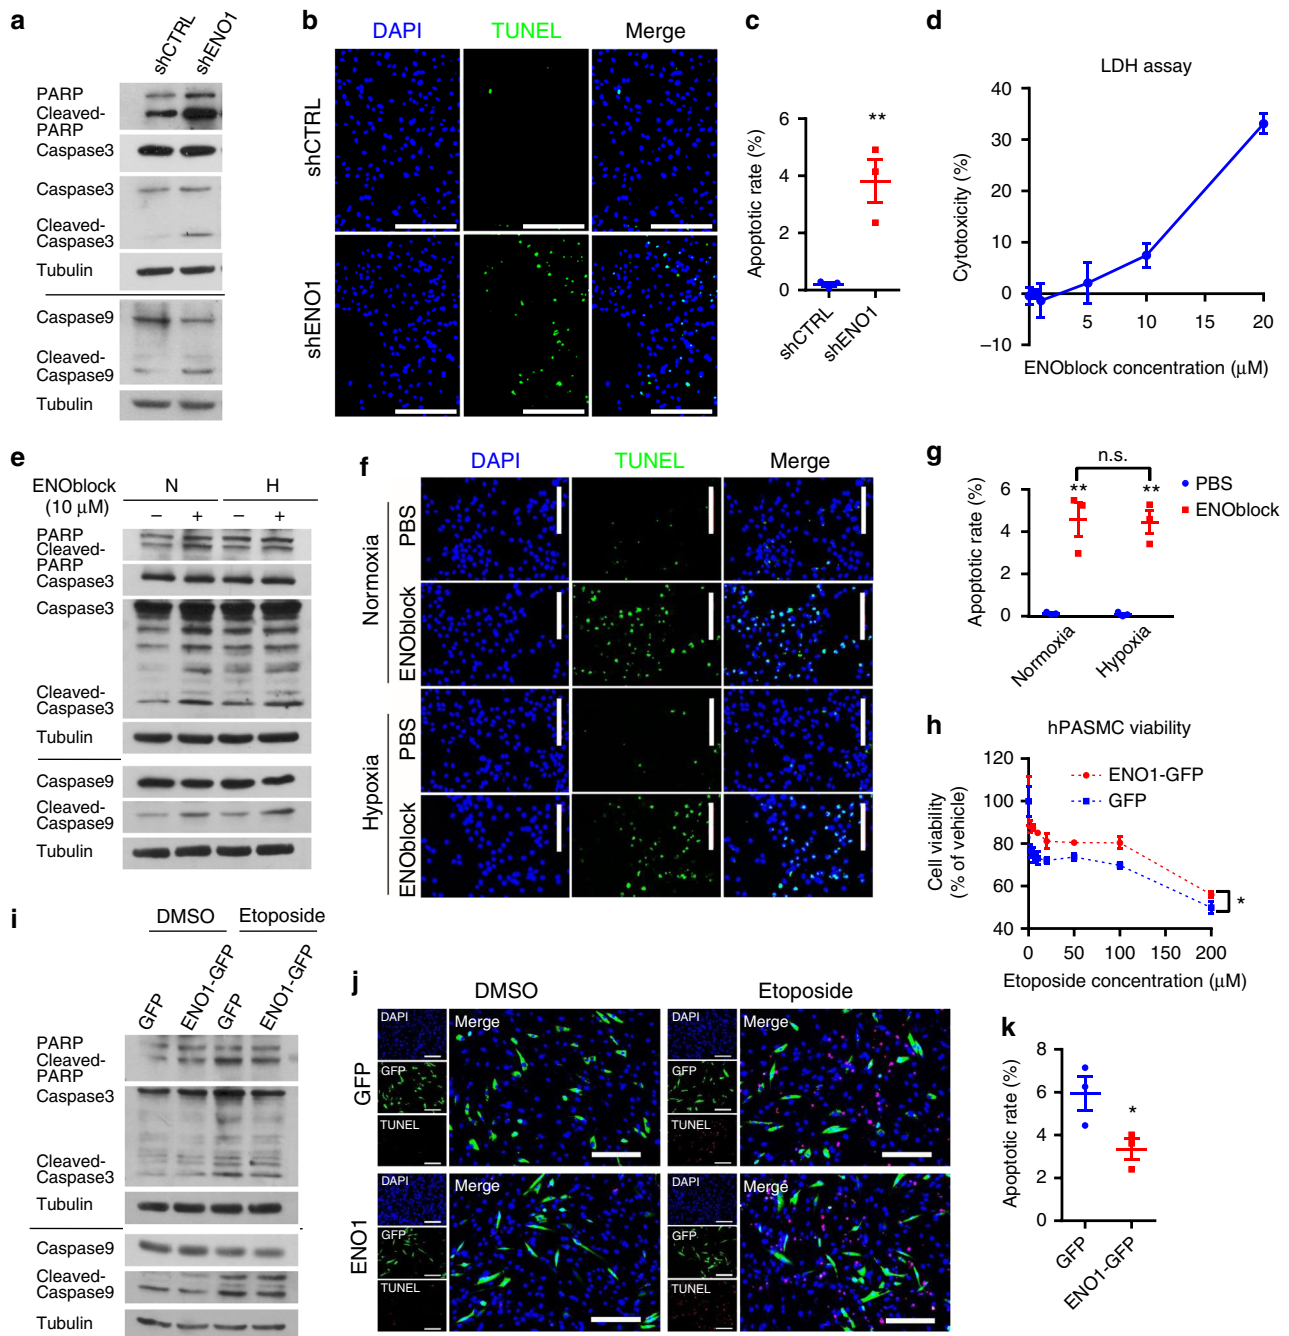 a
shCTRL
shENO1
PARP
Cleaved-
PARP
Caspase3
Caspase3
Cleaved-
Caspase3
Tubulin
Caspase9
Cleaved-
Caspase9
Tubulin
b
DAPI TUNEL Merge
shCTRL
shENO1
c
Apoptotic rate (%)
6
4
2
0
**
shCTRL
shENO1
d
LDH assay
Cytotoxicity (%)
40
30
20
10
0
–10
5 10 15 20
ENOblock concentration (μM)
e
ENOblock
(10 μM)
N H
– + – +
PARP
Cleaved-
PARP
Caspase3
Caspase3
Cleaved-
Caspase3
Tubulin
Caspase9
Cleaved-
Caspase9
Tubulin
f
DAPI TUNEL Merge
Normoxia
PBS
ENOblock
Hypoxia
PBS
ENOblock
g
n.s.
** **
PBS
ENOblock
Apoptotic rate (%)
6
4
2
0
Normoxia
Hypoxia
h
hPASMC viability
ENO1-GFP
GFP
Cell viability
(% of vehicle)
120
100
80
60
40
*
0 50 100 150 200
Etoposide concentration (μM)
i
DMSO Etoposide
GFP
ENO1-GFP
GFP
ENO1-GFP
PARP
Cleaved-
PARP
Caspase3
Cleaved-
Caspase3
Tubulin
Caspase9
Cleaved-
Caspase9
Tubulin
j
DMSO Etoposide
GFP
DAPI
GFP
TUNEL
Merge
DAPI
GFP
TUNEL
Merge
ENO1
DAPI
GFP
TUNEL
Merge
DAPI
GFP
TUNEL
Merge
k
Apoptotic rate (%)
8
6
4
2
0
*
GFP
ENO1-GFP